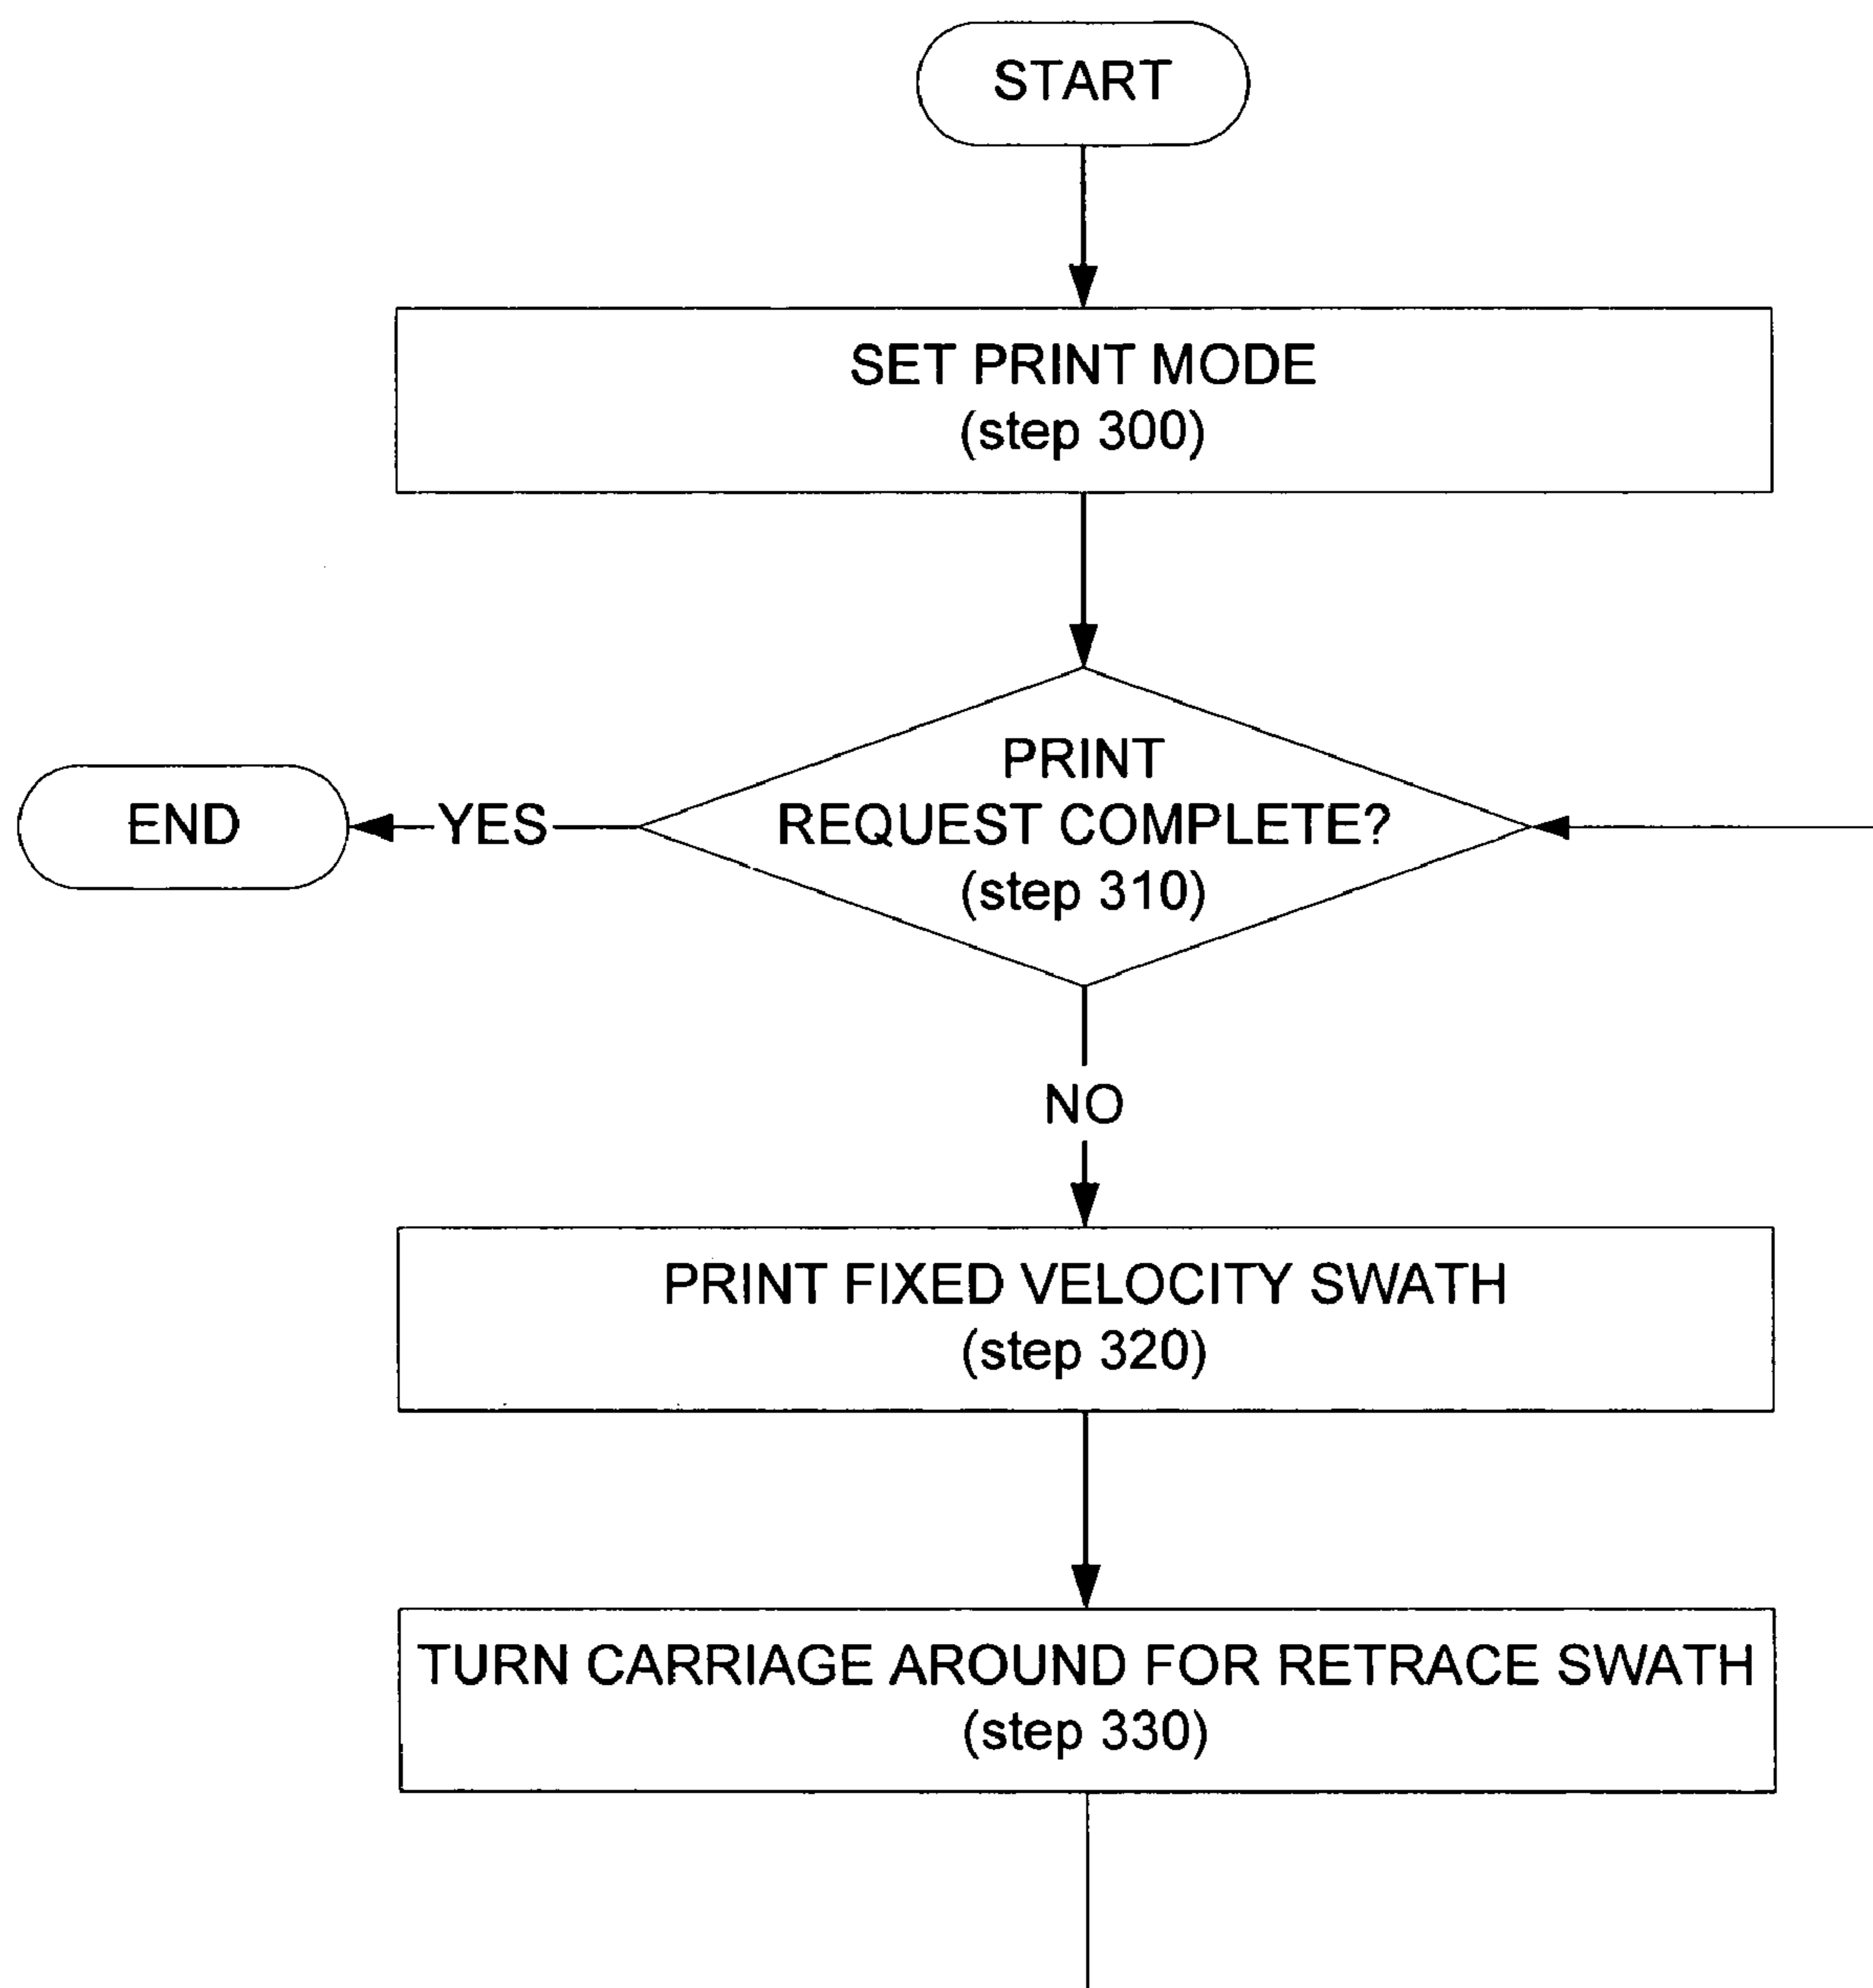 START
SET PRINT MODE
(step 300)
PRINT
REQUEST COMPLETE?
(step 310)
YES
END
NO
PRINT FIXED VELOCITY SWATH
(step 320)
TURN CARRIAGE AROUND FOR RETRACE SWATH
(step 330)